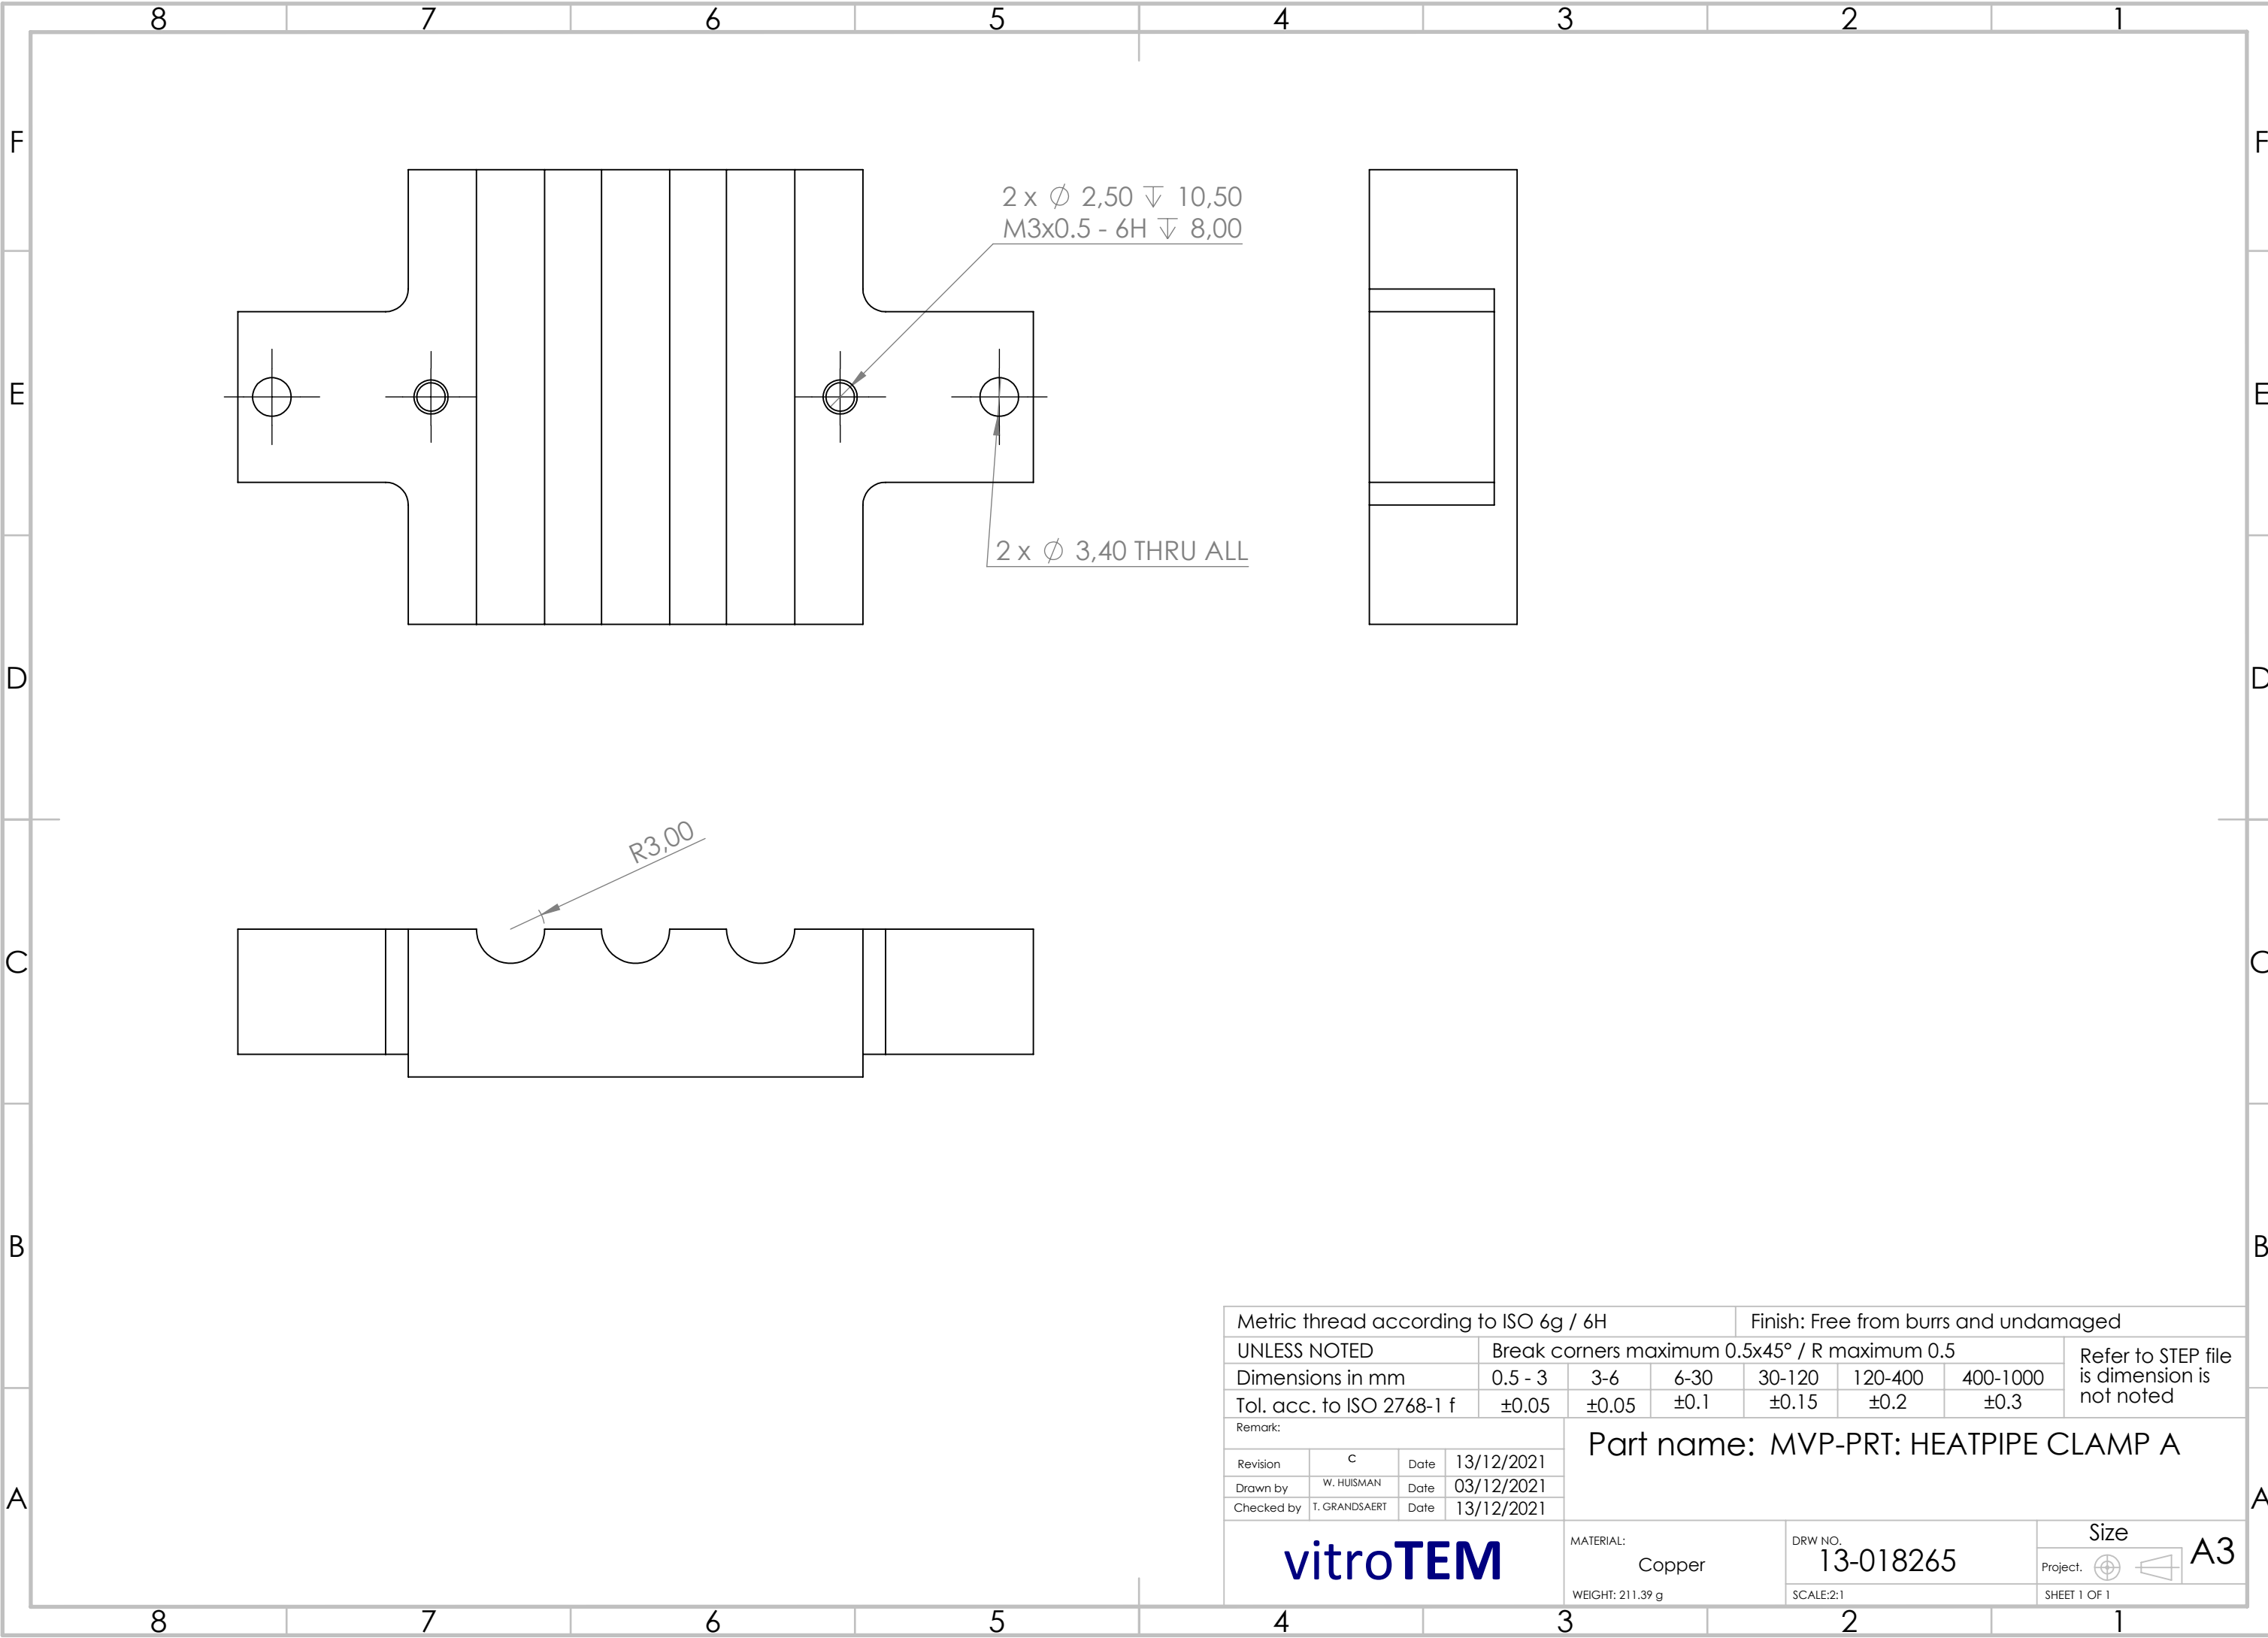 8 7 6 5 4 3 2 1
F F
2 x ∅ 2,50 ↧ 10,50
M3x0.5 - 6H ↧ 8,00
E E
2 x ∅ 3,40 THRU ALL
D D
R3,00
C C
B B
Metric thread according to ISO 6g / 6H Finish: Free from burrs and undamaged
UNLESS NOTED Break corners maximum 0.5x45° / R maximum 0.5
Refer to STEP file
is dimension is
not noted
Dimensions in mm 0.5 - 3 3-6 6-30 30-120 120-400 400-1000
Tol. acc. to ISO 2768-1 f ±0.05 ±0.05 ±0.1 ±0.15 ±0.2 ±0.3
Remark:
Part name: MVP-PRT: HEATPIPE CLAMP A
Revision C Date 13/12/2021
Drawn by W. HUISMAN Date 03/12/2021
Checked by T. GRANDSAERT Date 13/12/2021
A A
vitroTEM
MATERIAL:
Copper
WEIGHT: 211.39 g
DRW NO.
13-018265
SCALE:2:1
Size
A3
Project.
SHEET 1 OF 1
8 7 6 5 4 3 2 1